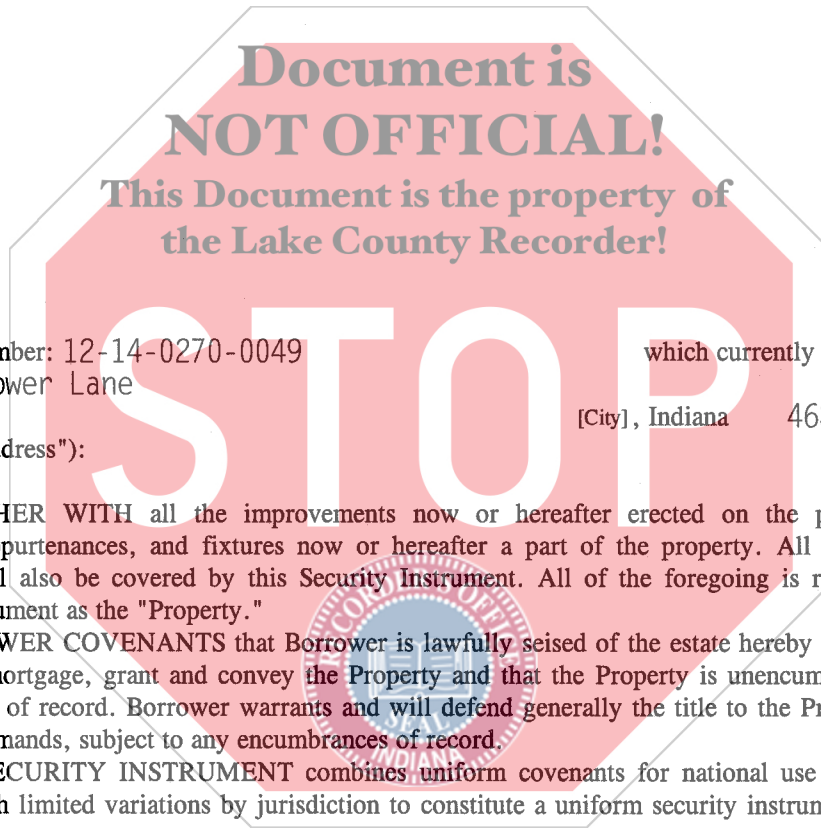 Document is
NOT OFFICIAL!
This Document is the property of
the Lake County Recorder!
STOP
mber: 12-14-0270-0049 which currently
ower Lane
[City], Indiana 46
dress"):
HER WITH all the improvements now or hereafter erected on the p
purtenances, and fixtures now or hereafter a part of the property. All
l also be covered by this Security Instrument. All of the foregoing is r
ument as the "Property."
WER COVENANTS that Borrower is lawfully seised of the estate hereby
ortgage, grant and convey the Property and that the Property is unencum
of record. Borrower warrants and will defend generally the title to the Pr
mands, subject to any encumbrances of record.
ECURITY INSTRUMENT combines uniform covenants for national use
h limited variations by jurisdiction to constitute a uniform security instrum
RECORDER'S OFFICE
SEAL
INDIANA